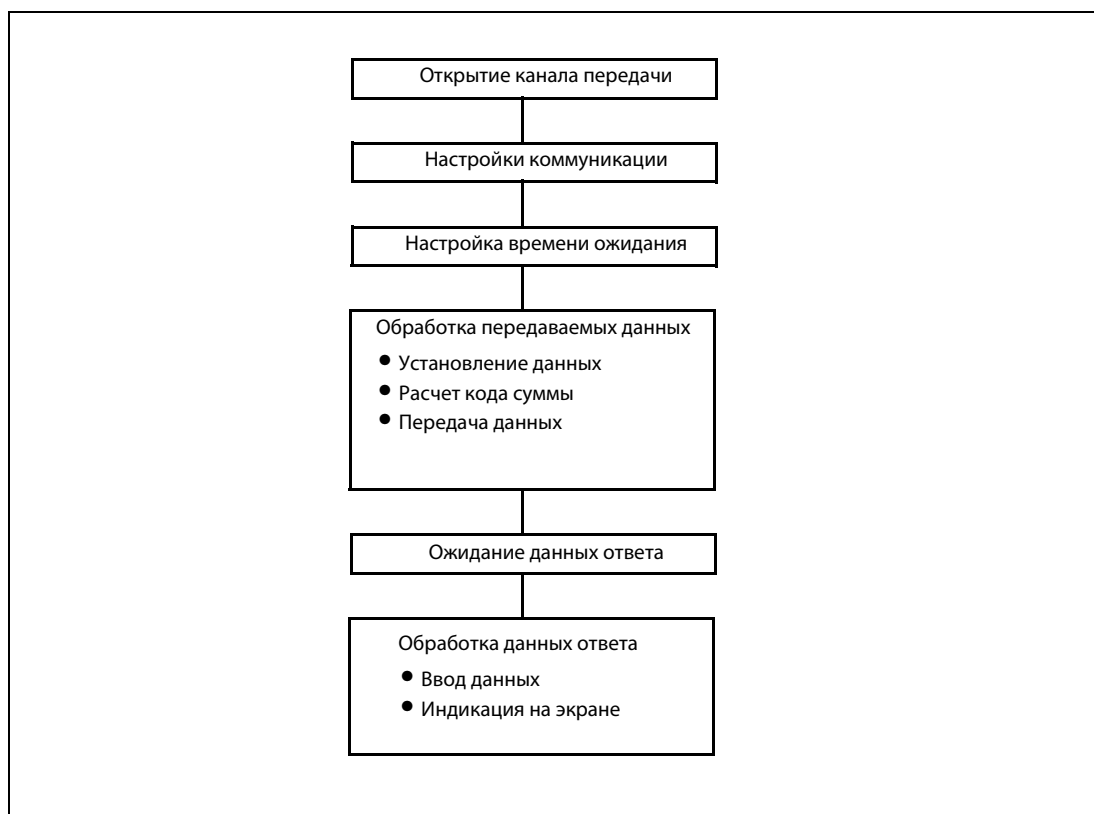 Открытие канала передачи
Настройки коммуникации
Настройка времени ожидания
Обработка передаваемых данных
● Установление данных
● Расчет кода суммы
● Передача данных
Ожидание данных ответа
Обработка данных ответа
● Ввод данных
● Индикация на экране